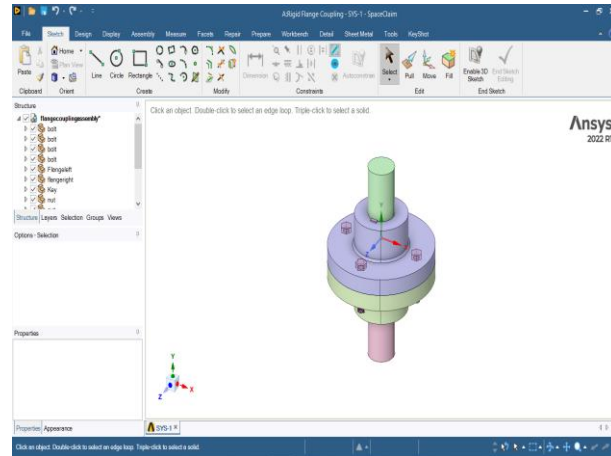 A:Rigid Flange Coupling - SYS-1 - SpaceClaim
File Sketch Design Display Assembly Measure Facets Repair Prepare Workbench Detail Sheet Metal Tools KeyShot
Paste
Home
Plan View
Line Circle Rectangle
Dimension
Autoconstrain
Select Pull Move Fill
Enable 3D Sketch
End Sketch Editing
Clipboard Orient Create Modify Constraints Edit End Sketch
Structure
Click an object. Double-click to select an edge loop. Triple-click to select a solid.
flangecouplingassembly*
bolt
bolt
bolt
bolt
Flengeleft
flengeright
Key
nut
Structure Layers Selection Groups Views
Options - Selection
Properties
Properties Appearance
Ansys
2022 R
Y
X
Z
Y
X
Z
SYS-1
Click an object. Double-click to select an edge loop. Triple-click to select a solid.